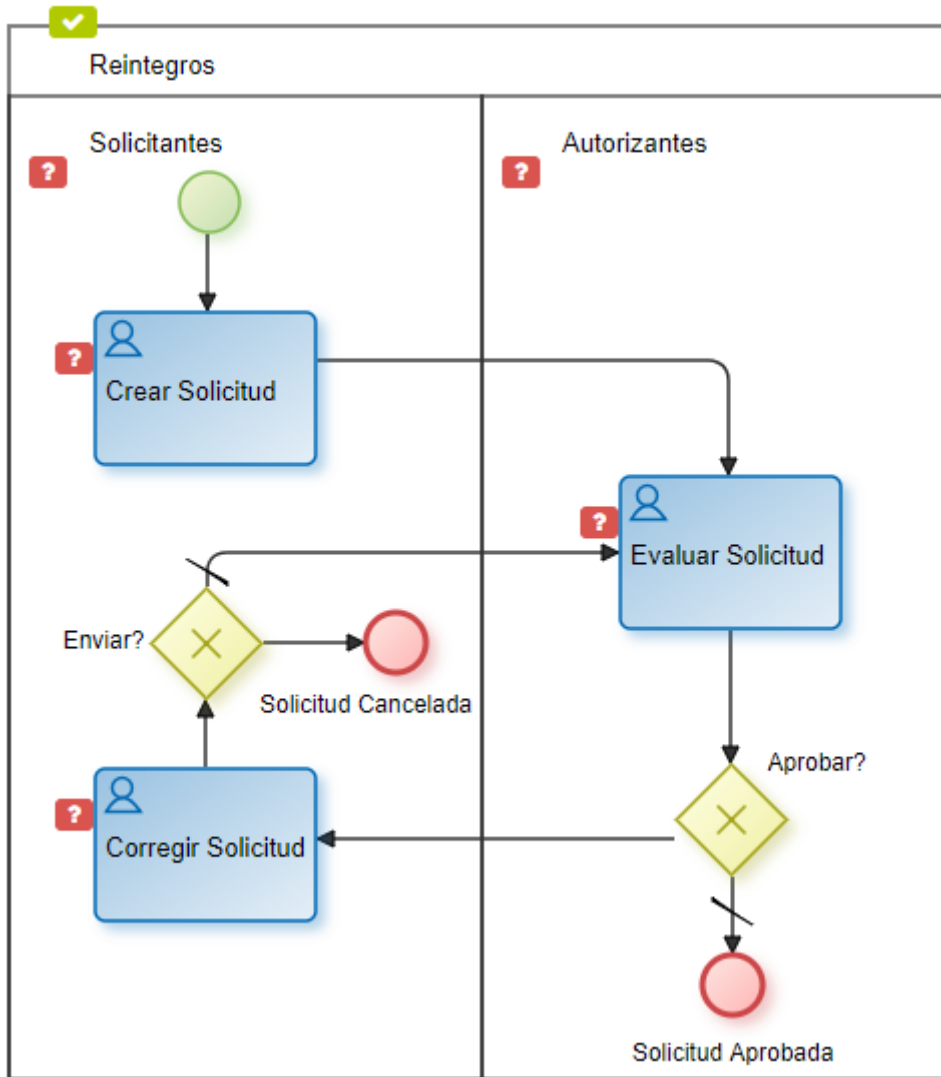 Reintegros
Solicitantes
Autorizantes
?
?
?
Crear Solicitud
?
Evaluar Solicitud
Enviar?
Solicitud Cancelada
Aprobar?
?
Corregir Solicitud
Solicitud Aprobada